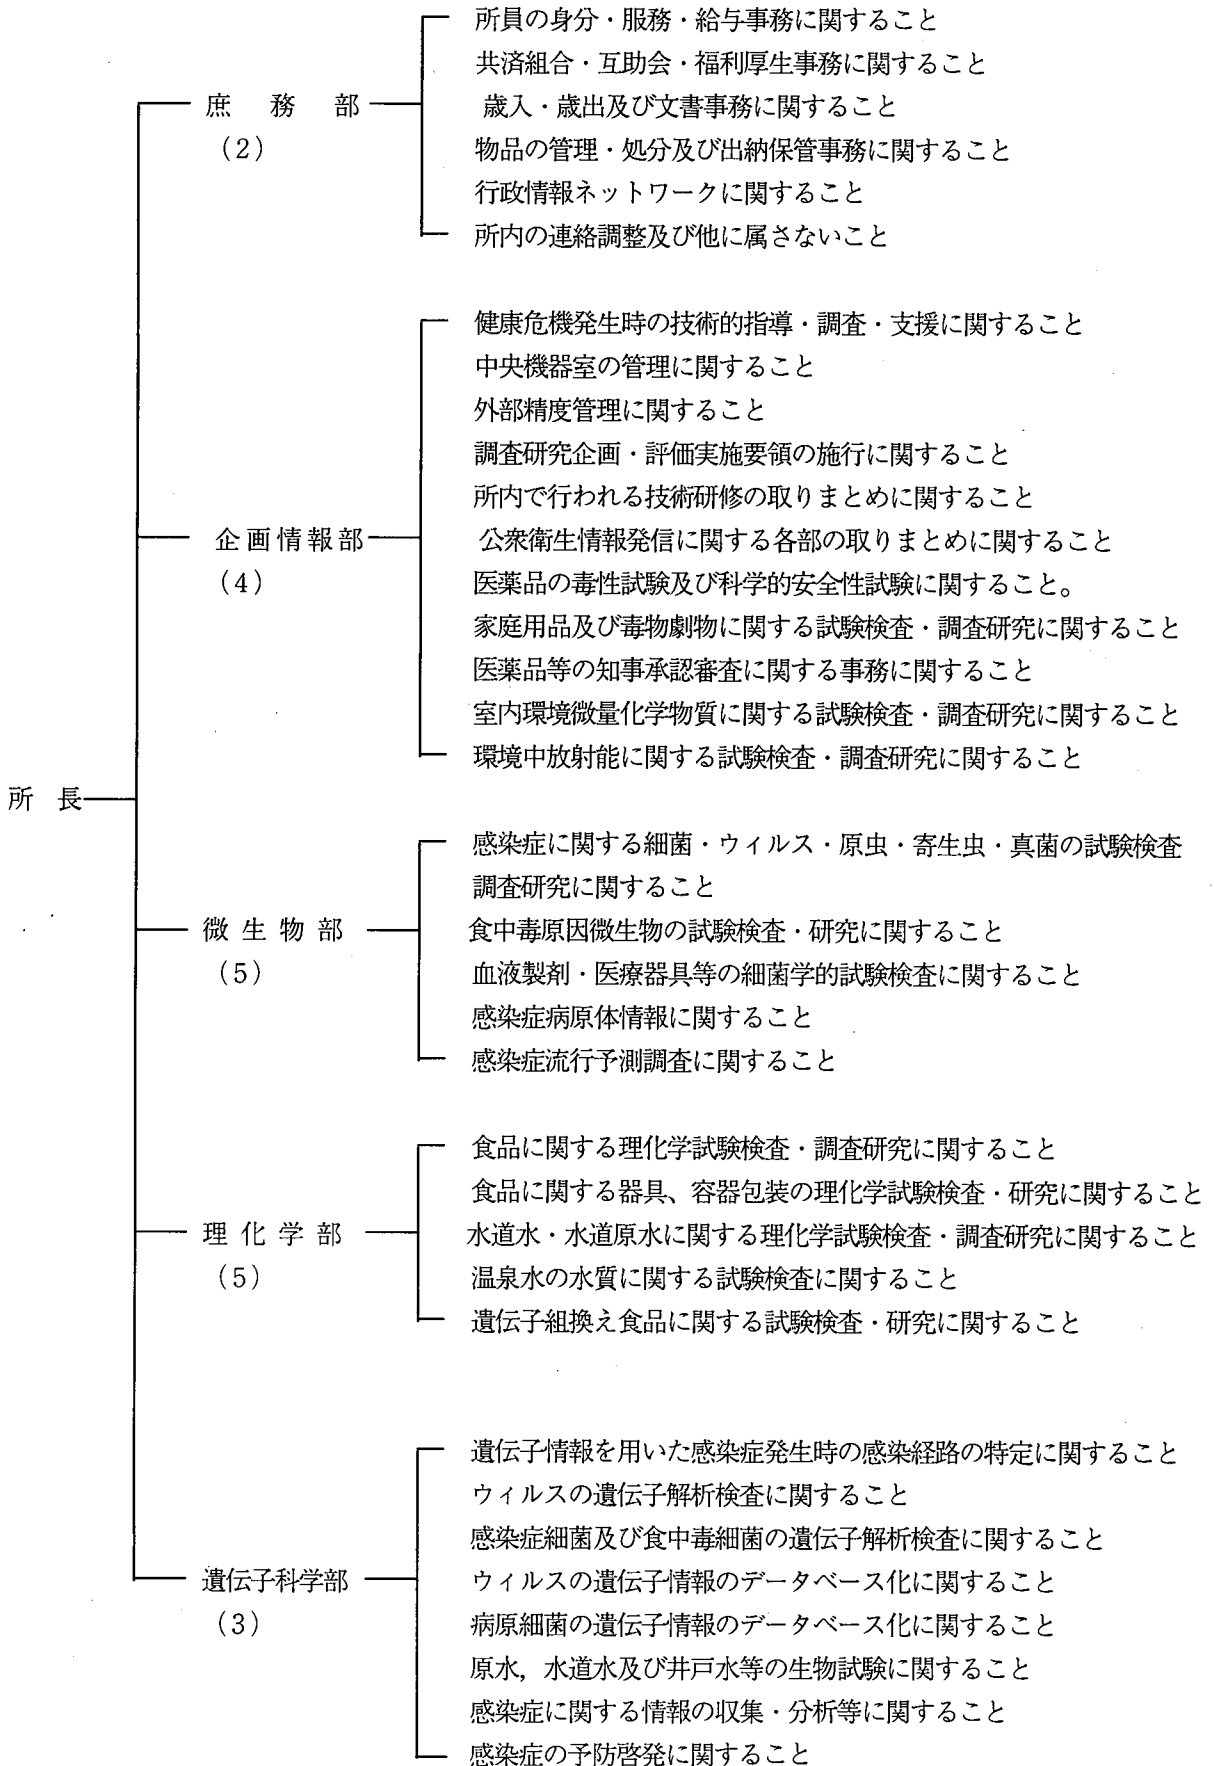 所長
庶務部
(2)
所員の身分・服務・給与事務に関すること
共済組合・互助会・福利厚生事務に関すること
歳入・歳出及び文書事務に関すること
物品の管理・処分及び出納保管事務に関すること
行政情報ネットワークに関すること
所内の連絡調整及び他に属さないこと
企画情報部
(4)
健康危機発生時の技術的指導・調査・支援に関すること
中央機器室の管理に関すること
外部精度管理に関すること
調査研究企画・評価実施要領の施行に関すること
所内で行われる技術研修の取りまとめに関すること
公衆衛生情報発信に関する各部の取りまとめに関すること
医薬品の毒性試験及び科学的安全性試験に関すること。
家庭用品及び毒物劇物に関する試験検査・調査研究に関すること
医薬品等の知事承認審査に関する事務に関すること
室内環境微量化学物質に関する試験検査・調査研究に関すること
環境中放射能に関する試験検査・調査研究に関すること
微生物部
(5)
感染症に関する細菌・ウィルス・原虫・寄生虫・真菌の試験検査
調査研究に関すること
食中毒原因微生物の試験検査・研究に関すること
血液製剤・医療器具等の細菌学的試験検査に関すること
感染症病原体情報に関すること
感染症流行予測調査に関すること
理化学部
(5)
食品に関する理化学試験検査・調査研究に関すること
食品に関する器具、容器包装の理化学試験検査・研究に関すること
水道水・水道原水に関する理化学試験検査・調査研究に関すること
温泉水の水質に関する試験検査に関すること
遺伝子組換え食品に関する試験検査・研究に関すること
遺伝子科学部
(3)
遺伝子情報を用いた感染症発生時の感染経路の特定に関すること
ウィルスの遺伝子解析検査に関すること
感染症細菌及び食中毒細菌の遺伝子解析検査に関すること
ウィルスの遺伝子情報のデータベース化に関すること
病原細菌の遺伝子情報のデータベース化に関すること
原水，水道水及び井戸水等の生物試験に関すること
感染症に関する情報の収集・分析等に関すること
感染症の予防啓発に関すること